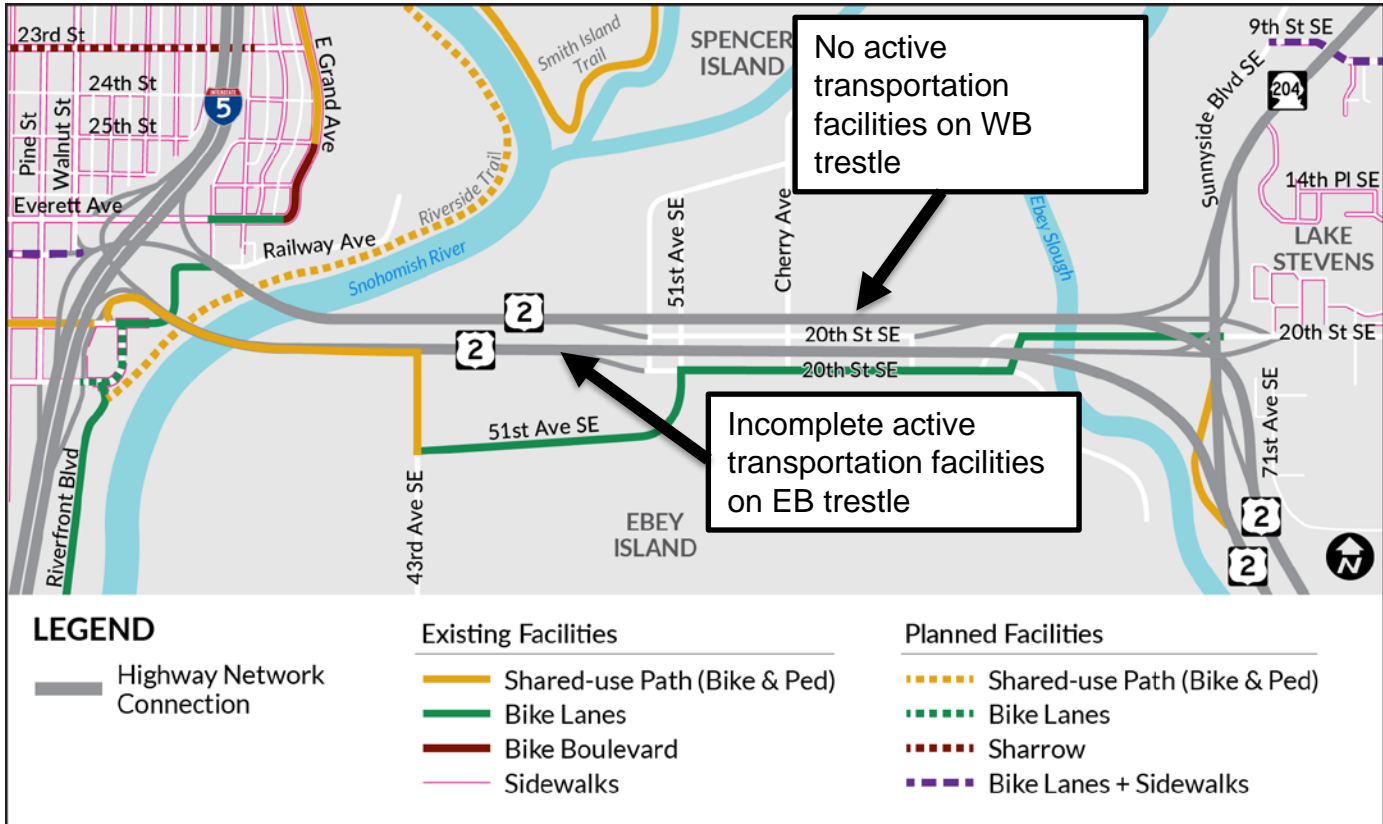 23rd St
24th St
25th St
Pine St
Walnut St
Everett Ave
INTERSTATE
5
E Grand Ave
Railway Ave
Riverside Trail
Snohomish River
Smith Island
Trail
SPENCER
ISLAND
No active
transportation
facilities on WB
trestle
9th St SE
204
Sunnyside Blvd SE
14th Pl SE
LAKE
STEVENS
20th St SE
51st Ave SE
Cherry Ave
Ebey Slough
2
2
20th St SE
20th St SE
51st Ave SE
43rd Ave SE
Riverfront Blvd
Incomplete active
transportation facilities
on EB trestle
EBEY
ISLAND
71st Ave SE
2
2
N
LEGEND
Highway Network
Connection
Existing Facilities
Shared-use Path (Bike & Ped)
Bike Lanes
Bike Boulevard
Sidewalks
Planned Facilities
Shared-use Path (Bike & Ped)
Bike Lanes
Sharrow
Bike Lanes + Sidewalks